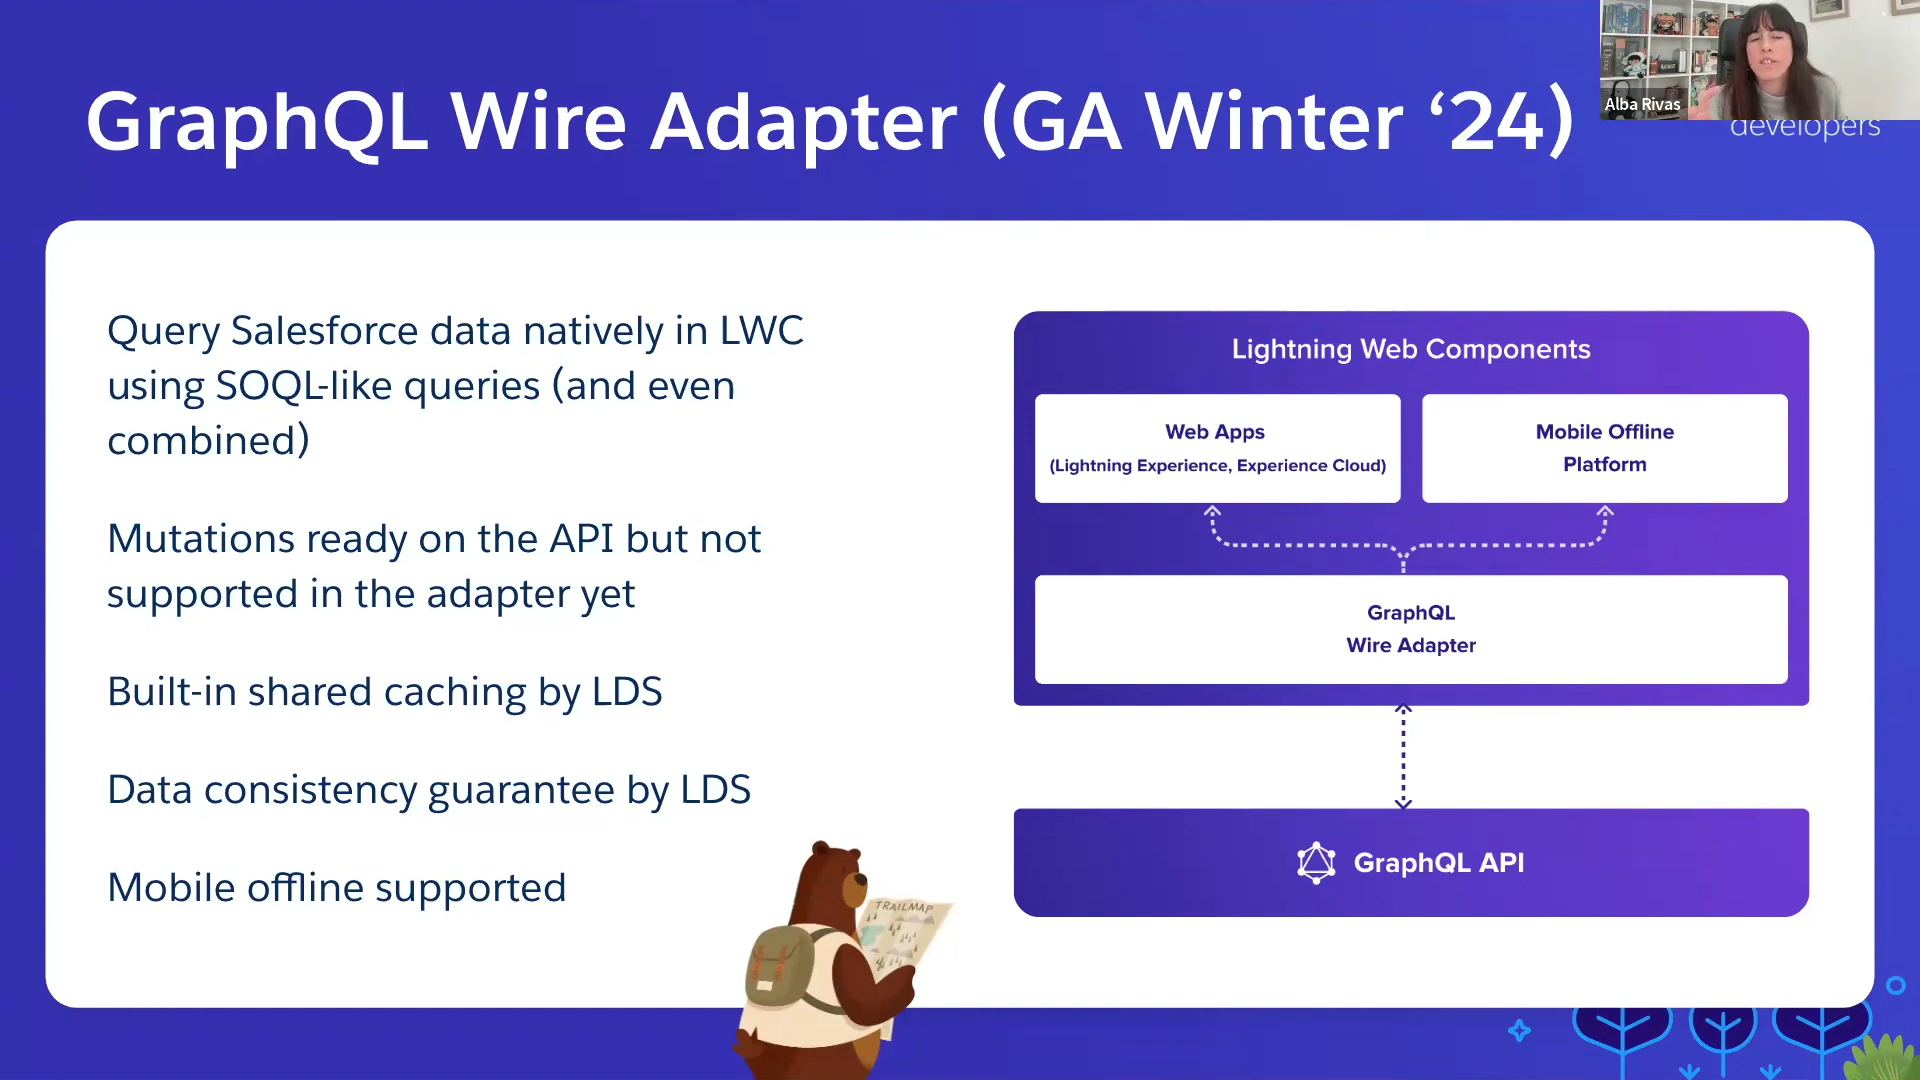 GraphQL Wire Adapter (GA Winter ‘24)
Alba Rivas
developers
Query Salesforce data natively in LWC
using SOQL-like queries (and even
combined)
Mutations ready on the API but not
supported in the adapter yet
Built-in shared caching by LDS
Data consistency guarantee by LDS
Mobile offline supported
TRAILMAP
Lightning Web Components
Web Apps
(Lightning Experience, Experience Cloud)
Mobile Offline
Platform
GraphQL
Wire Adapter
GraphQL API